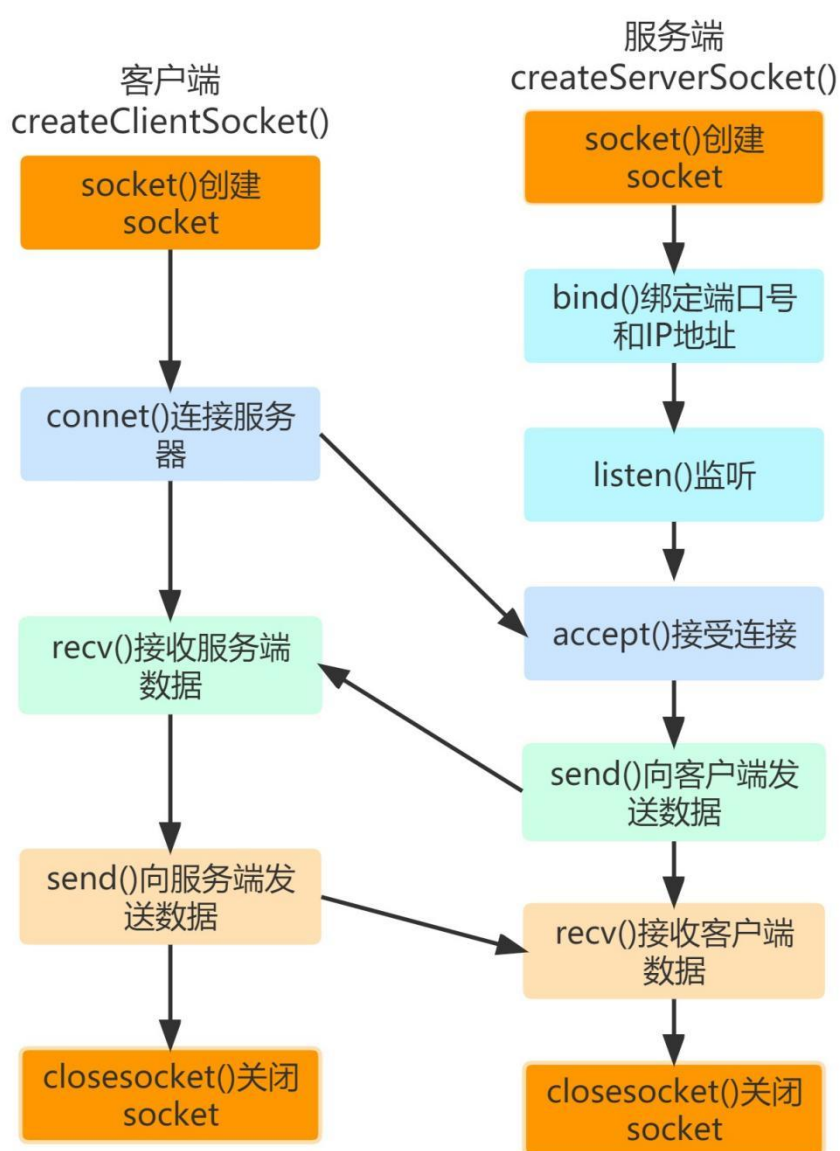 客户端
createClientSocket()
socket()创建
socket
connet()连接服务
器
recv()接收服务端
数据
send()向服务端发
送数据
closesocket()关闭
socket
服务端
createServerSocket()
socket()创建
socket
bind()绑定端口号
和IP地址
listen()监听
accept()接受连接
send()向客户端发
送数据
recv()接收客户端
数据
closesocket()关闭
socket